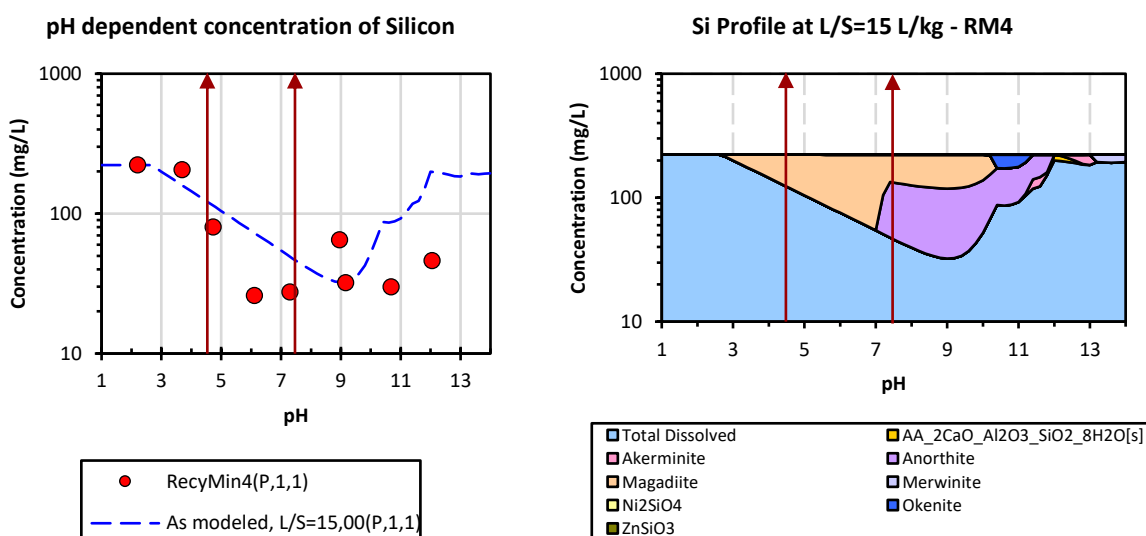 pH dependent concentration of Silicon
Concentration (mg/L)
1000
100
10
1 3 5 7 9 11 13
pH
RecyMin4(P,1,1)
As modeled, L/S=15,00(P,1,1)
Si Profile at L/S=15 L/kg - RM4
Concentration (mg/L)
1000
100
10
1 3 5 7 9 11 13
pH
Total Dissolved AA_2CaO_Al2O3_SiO2_8H2O[s]
Akerminite Anorthite
Magadiite Merwinite
Ni2SiO4 Okenite
ZnSiO3